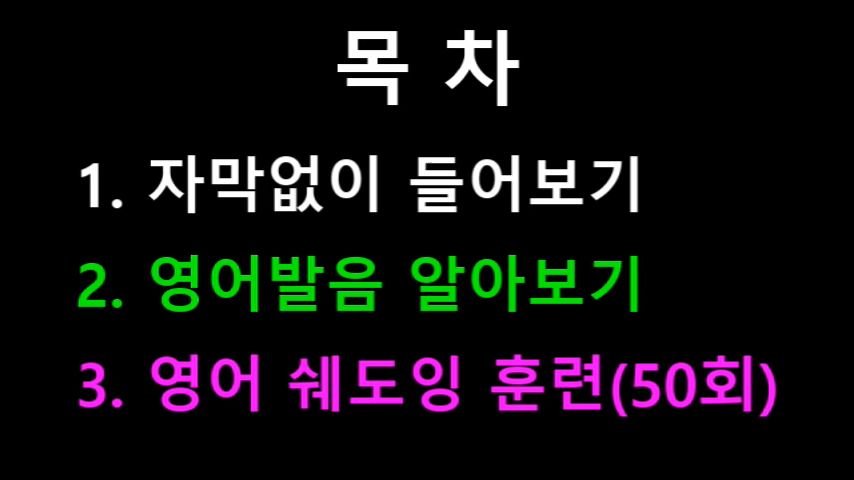 목 차
1. 자막없이 들어보기
2. 영어발음 알아보기
3. 영어 쉐도잉 훈련(50회)